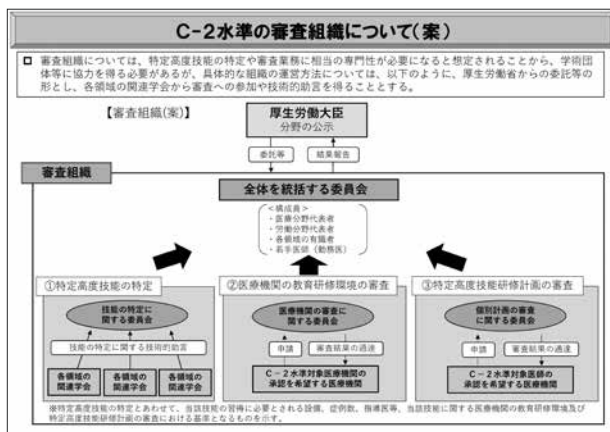 C-2水準の審査組織について(案)
□ 審査組織については、特定高度技能の特定や審査業務に相当の専門性が必要になると想定されることから、学術団
体等に協力を得る必要があるが、具体的な組織の運営方法については、以下のように、厚生労働省からの委託等の
形とし、各領域の関連学会から審査への参加や技術的助言を得ることとする。
【審査組織(案)】
厚生労働大臣
分野の公示
委託等
結果報告
審査組織
全体を統括する委員会
<構成員>
・医療分野代表者
・労働分野代表者
・各領域の有識者
・若手医師(勤務医)
①特定高度技能の特定
技能の特定に
関する委員会
技能の特定に関する技術的助言
各領域の
関連学会
各領域の
関連学会
各領域の
関連学会
②医療機関の教育研修環境の審査
医療機関の審査に
関する委員会
申請
審査結果の通達
C-2水準対象医療機関の
承認を希望する医療機関
③特定高度技能研修計画の審査
個別計画の審査
に関する委員会
申請
審査結果の通達
C-2水準対象医師の
承認を希望する医療機関
※特定高度技能の特定とあわせて、当該技能の習得に必要とされる設備、症例数、指導医等、当該技能に関する医療機関の教育研修環境及び
特定高度技能研修計画の審査における基準となるものを示す。